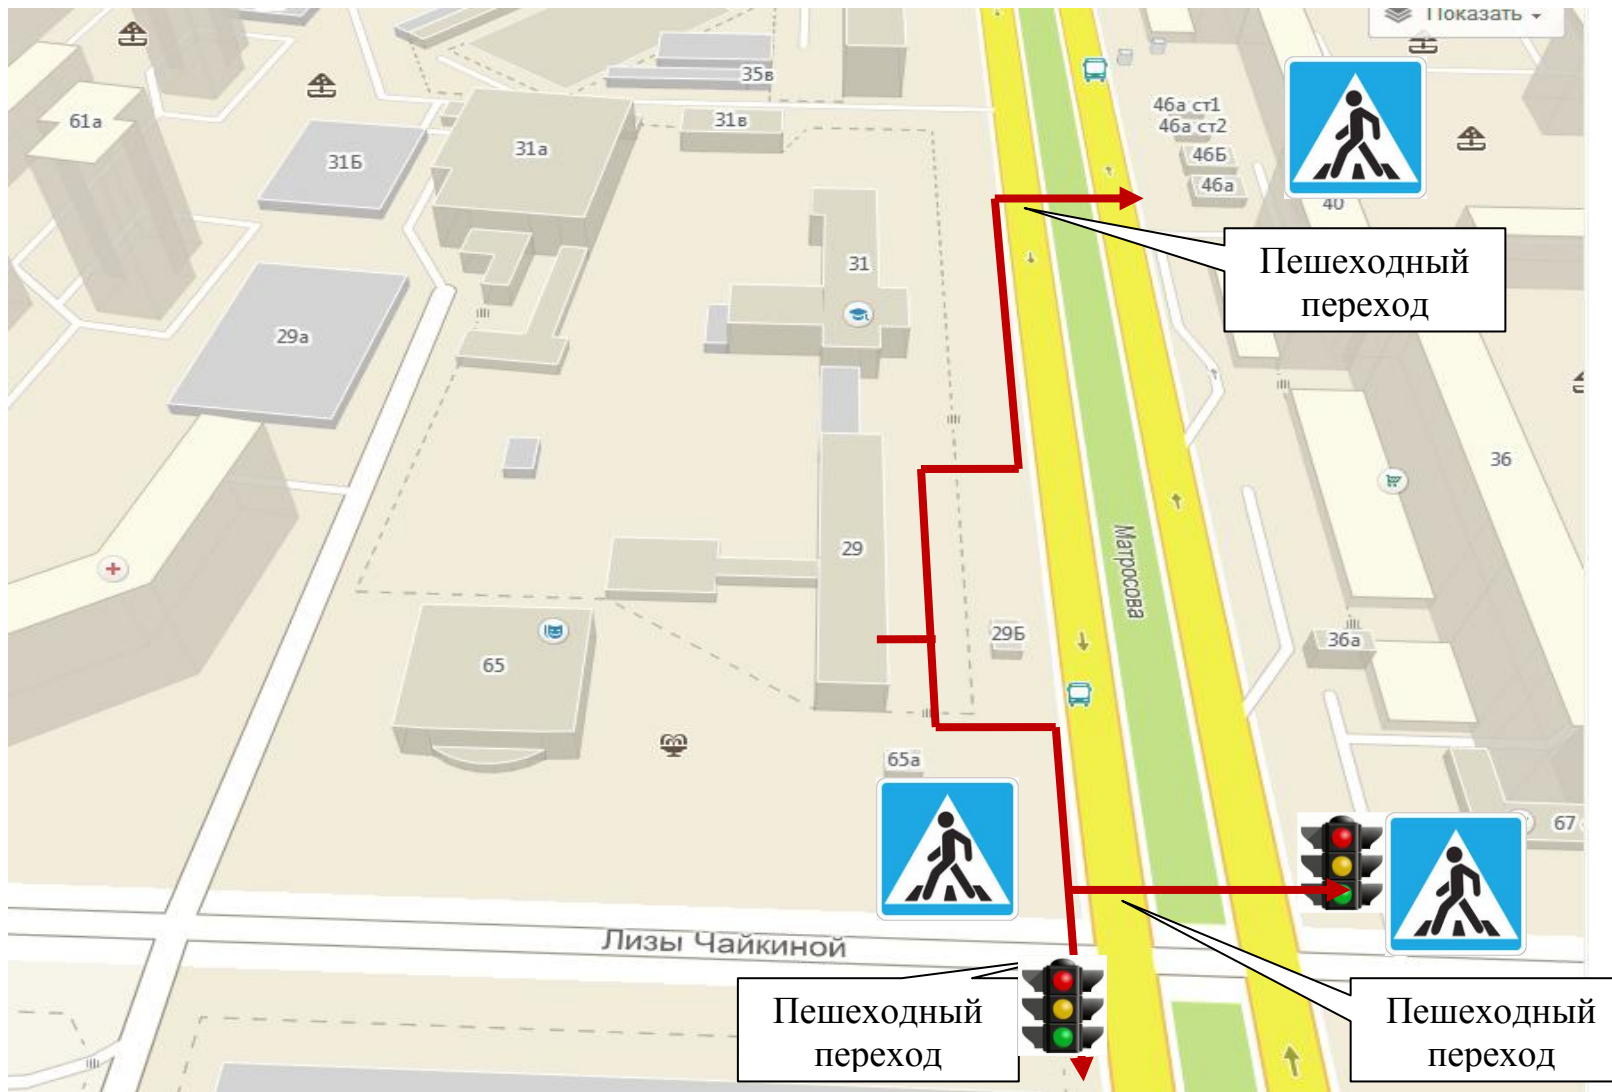 Показать
35в
46а ст1
61а
31в
46а ст2
31Б
31а
46Б
46а
40
31
Пешеходный
переход
29а
36
29
Матросова
29Б
36а
65
65а
67
Лизы Чайкиной
Пешеходный
переход
Пешеходный
переход